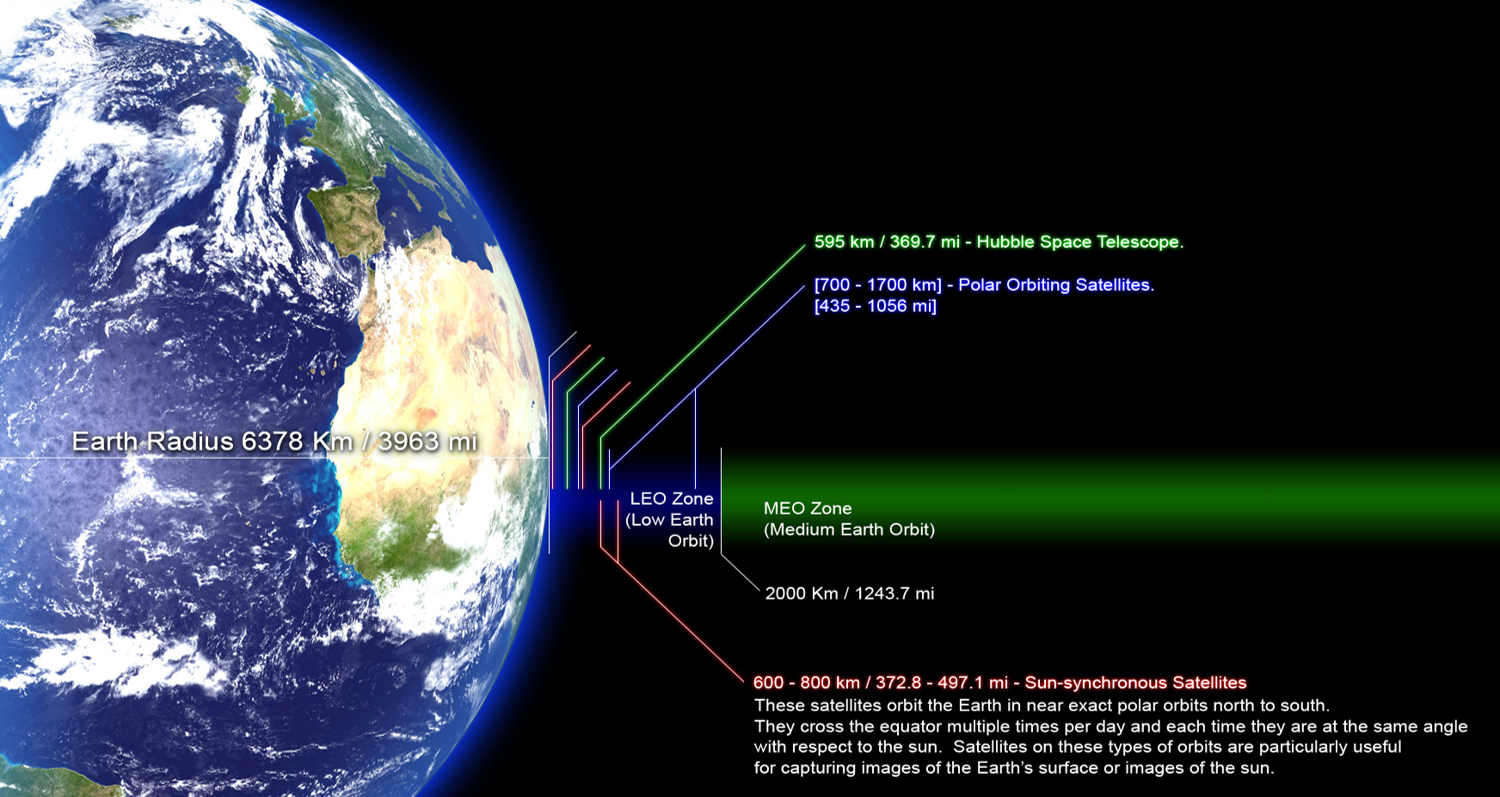 595 km / 369.7 mi - Hubble Space Telescope.
[700 - 1700 km] - Polar Orbiting Satellites.
[435 - 1056 mi]
Earth Radius 6378 Km / 3963 mi
LEO Zone
(Low Earth
Orbit)
MEO Zone
(Medium Earth Orbit)
2000 Km / 1243.7 mi
600 - 800 km / 372.8 - 497.1 mi - Sun-synchronous Satellites
These satellites orbit the Earth in near exact polar orbits north to south.
They cross the equator multiple times per day and each time they are at the same angle
with respect to the sun.  Satellites on these types of orbits are particularly useful
for capturing images of the Earth's surface or images of the sun.